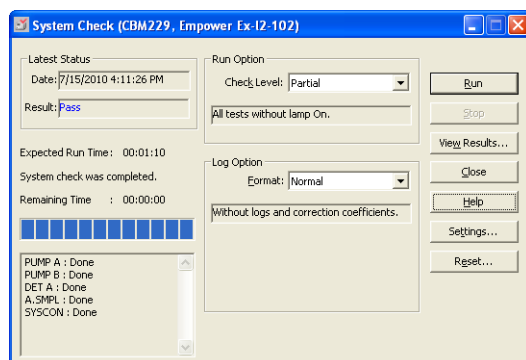 System Check (CBM229, Empower Ex-I2-102)
Latest Status
Date: 7/15/2010 4:11:26 PM
Result: Pass
Expected Run Time : 00:01:10
System check was completed.
Remaining Time : 00:00:00
PUMP A : Done
PUMP B : Done
DET A : Done
A.SMPL : Done
SYSCON : Done
Run Option
Check Level: Partial
All tests without lamp On.
Log Option
Format: Normal
Without logs and correction coefficients.
Run
Stop
View Results...
Close
Help
Settings...
Reset...